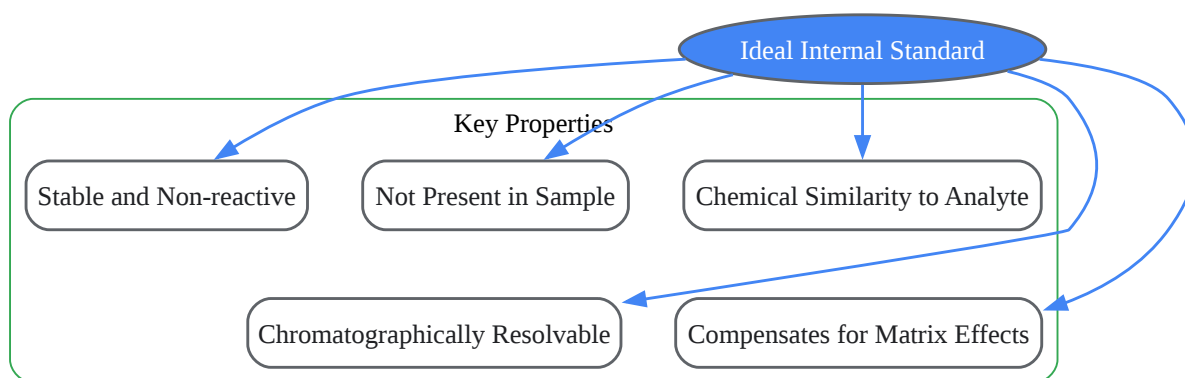 Ideal Internal Standard
Key Properties
Stable and Non-reactive
Not Present in Sample
Chemical Similarity to Analyte
Chromatographically Resolvable
Compensates for Matrix Effects